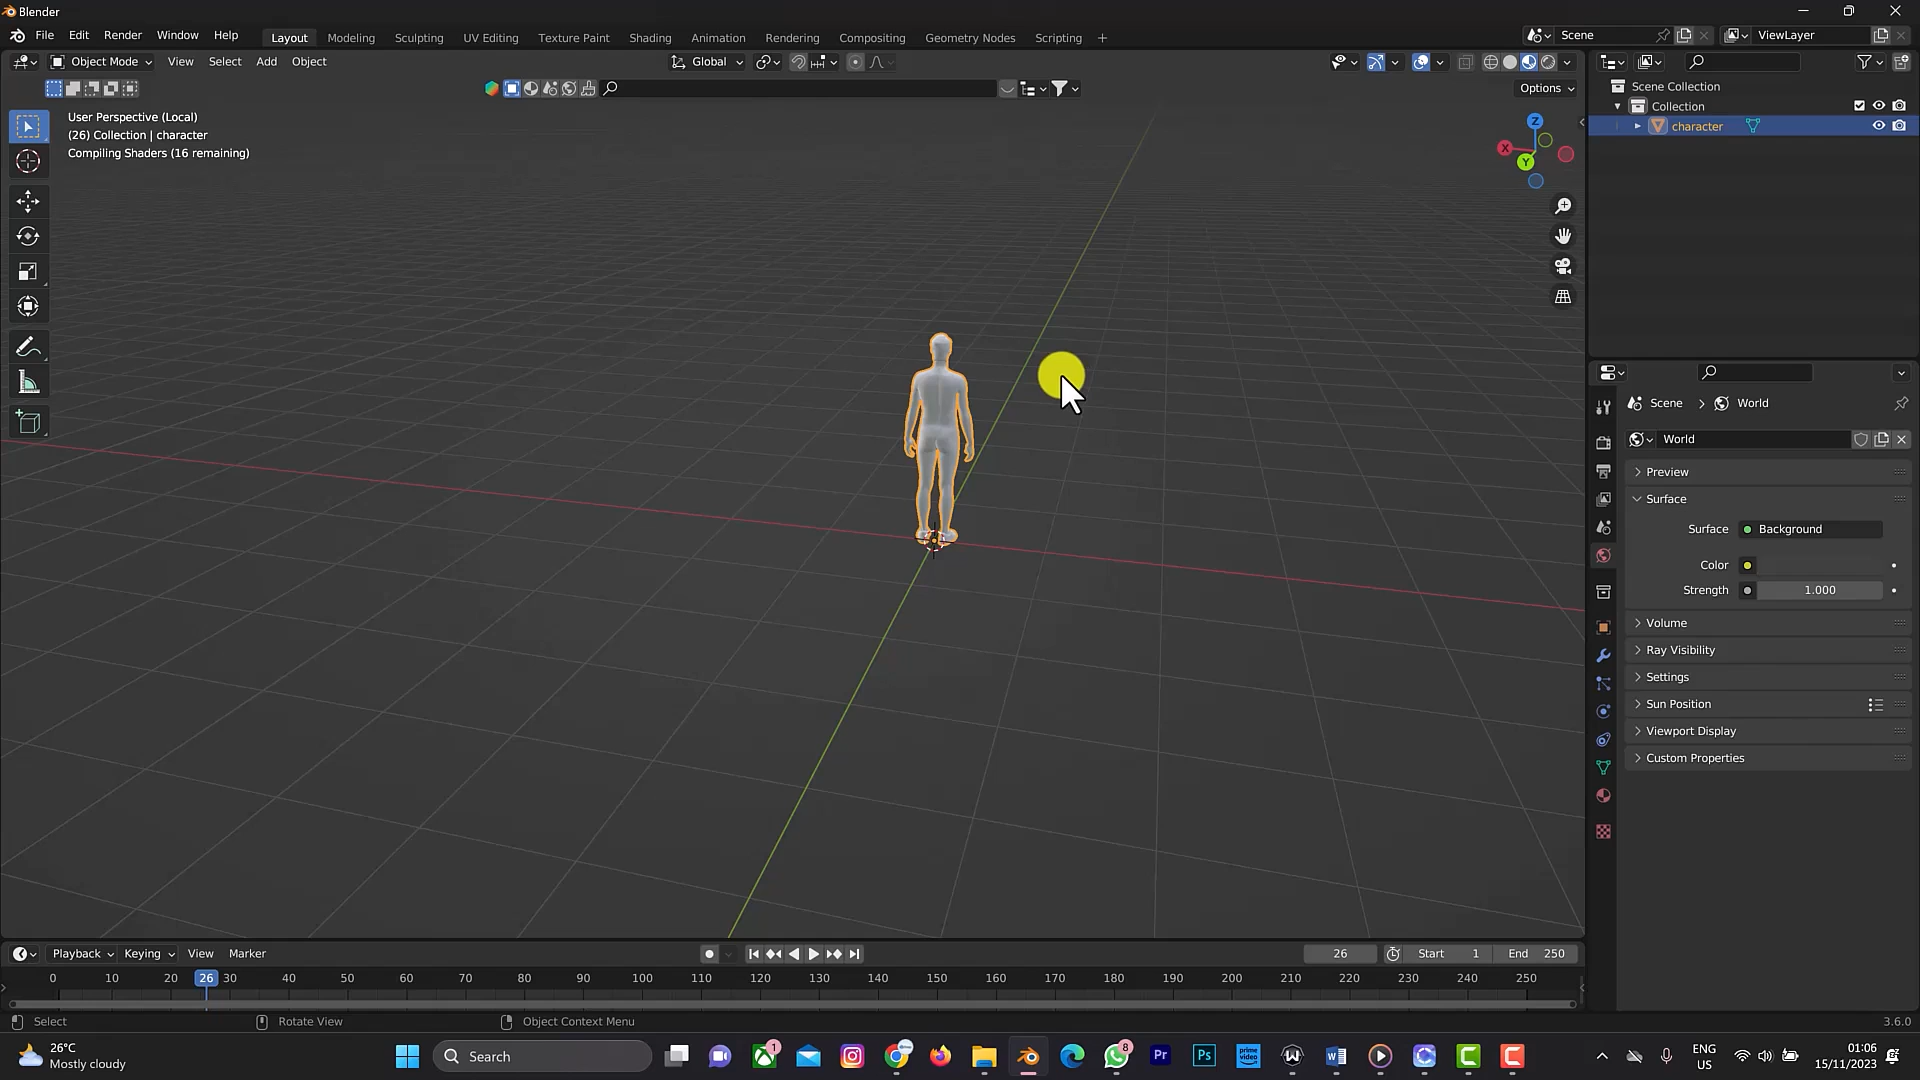 Blender
File Edit Render Window Help
Layout Modeling Sculpting UV Editing Texture Paint Shading Animation Rendering Compositing Geometry Nodes Scripting +
Scene
ViewLayer
Object Mode View Select Add Object
Global
Options
User Perspective (Local)
(26) Collection | character
Compiling Shaders (16 remaining)
Z
X
Y
Scene Collection
Collection
character
Scene > World
World
Preview
Surface
Surface Background
Color
Strength 1.000
Volume
Ray Visibility
Settings
Sun Position
Viewport Display
Custom Properties
Playback Keying View Marker
26 Start 1 End 250
0 10 20 26 30 40 50 60 70 80 90 100 110 120 130 140 150 160 170 180 190 200 210 220 230 240 250
Select Rotate View Object Context Menu 3.6.0
26°C
Mostly cloudy
Search
1
8
Pr
Ps
prime video
ENG
US
01:06
15/11/2023